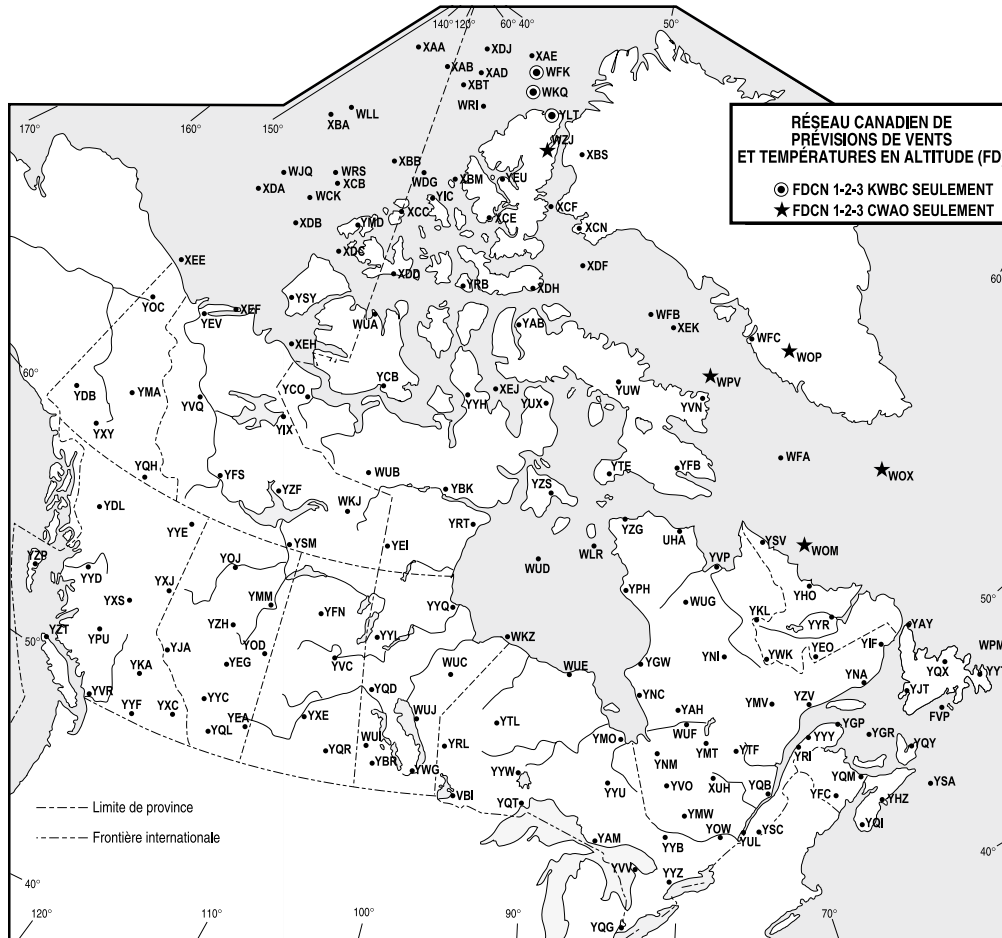 140° 120° 60° 40° 50°
XAA XDJ XAE
XAB XAD WFK
XBT WKQ
WLL WRI YLT
XBA
170° 160° 150°
WZJ
RÉSEAU CANADIEN DE
PRÉVISIONS DE VENTS
ET TEMPÉRATURES EN ALTITUDE (FD
FDCN 1-2-3 KWBC SEULEMENT
FDCN 1-2-3 CWAO SEULEMENT
XBB XBS
WJQ WRS WDG XBM YEU
XDA XCB
WCK YIC
XCC XCE XCF
XDB YMD XCN
XDC
XEE XDD XDF 60°
YSY YRB XDH
YOC XEF
YEV WUA YAB WFB
XEK
XEH WFC
WOP
60°
YDB YMA YCO YCB XEJ YUW WPV
YVQ YYH YUX YVN
YXY YIX
WFA
YQH YFS WUB YTE YFB WOX
YZF YBK YZS
YDL WKJ
YYE YRT YZG
UHA
YSM YEI WLR YVP YSV WOM
WUD
YZP YYD YOJ
YXJ YPH YHO 50°
YXS YMM YFN YYQ WUG
YKL YYR
YZH YAY
50° YZT YPU YYI WKZ
YIF WPM
YJA YOD YVC YGW YNI YWK YEO YQX
YKA YEG WUC WUE YYT
YNA
YVR YYC YQD YNC YJT
YYF YXC YMV YZV FVP
YEA YXE WUJ YTL YAH
YQL WUF YGP
YGR
WUI YRL YMO YMT YYY YQY
YQR YTF YRI
YNM
YBR YWG YYW YQM YSA
YYU YVO XUH YQB
VBI YFC YHZ
YQT
Limite de province
YMW YQI
Frontière internationale
YAM YOW YUL YSC
YYB 40°
YVV
40° YYZ
120° 110° 100° 90° YQG 70°